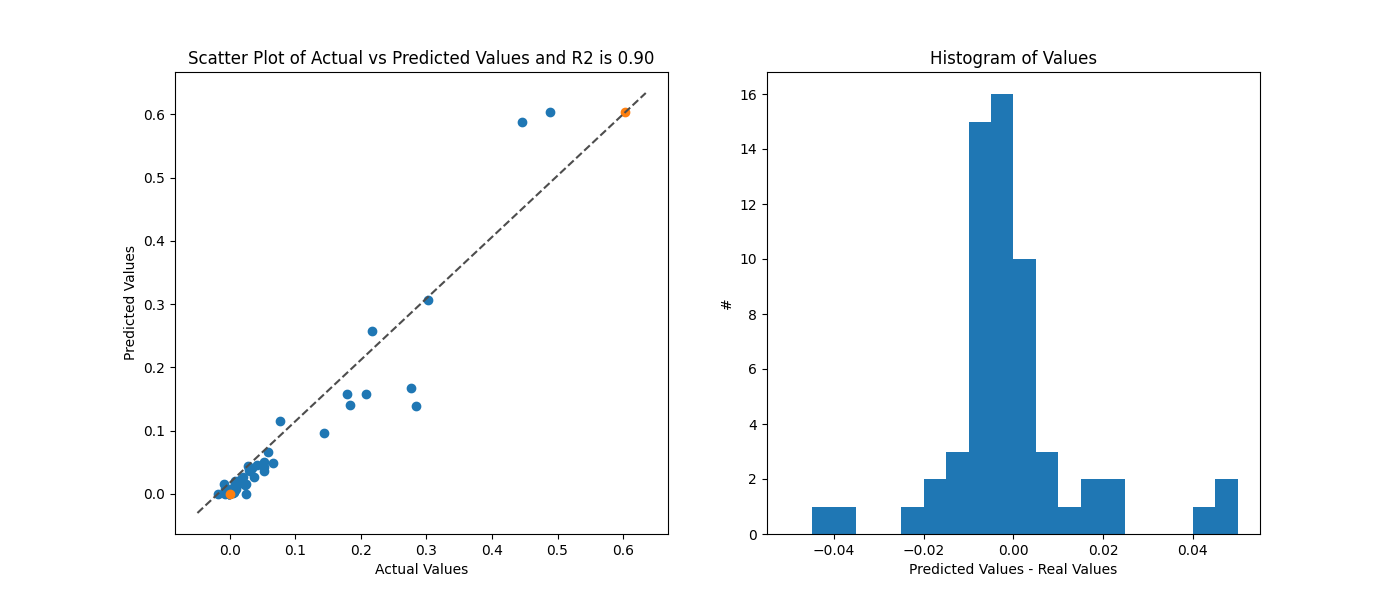 Scatter Plot of Actual vs Predicted Values and R2 is 0.90
0.6
0.5
0.4
0.3
0.2
0.1
0.0
Predicted Values
0.0 0.1 0.2 0.3 0.4 0.5 0.6
Actual Values
Histogram of Values
16
14
12
10
8
6
4
2
0
#
−0.04 −0.02 0.00 0.02 0.04
Predicted Values - Real Values